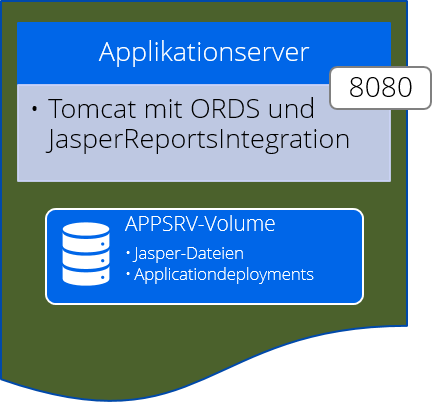 Applikationserver
8080
• Tomcat mit ORDS und
JasperReportsIntegration
APPSRV-Volume
• Jasper-Dateien
• Applicationdeployments